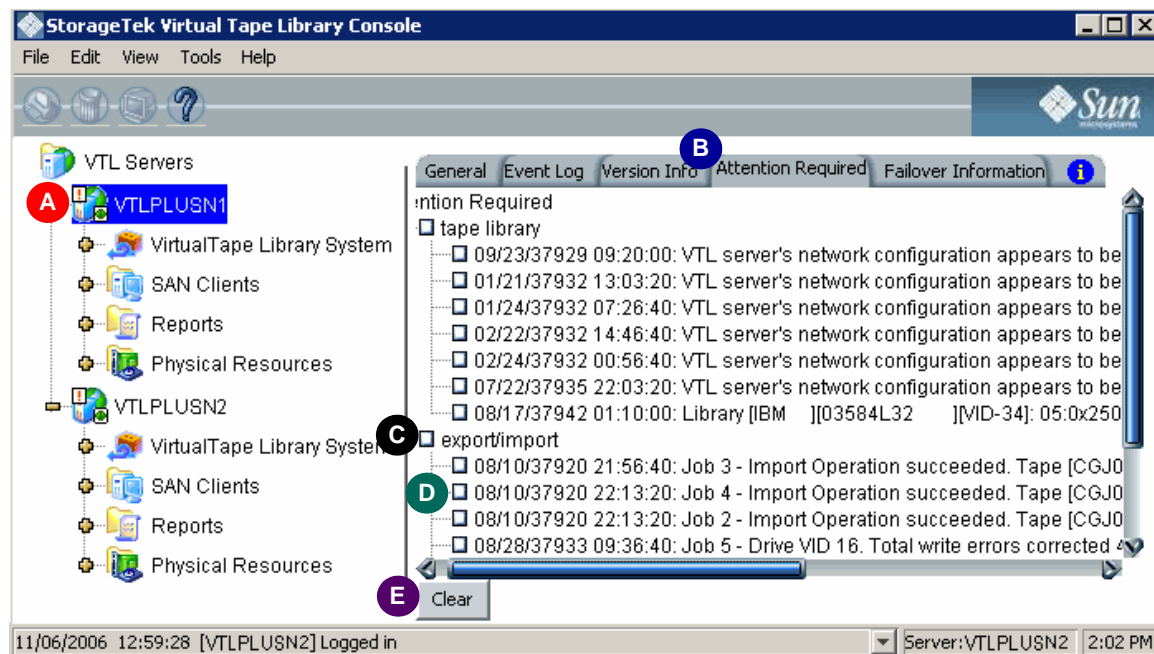 StorageTek Virtual Tape Library Console
File Edit View Tools Help
Sun
microsystems
VTL Servers
A
VTLPLUSN1
VirtualTape Library System
SAN Clients
Reports
Physical Resources
VTLPLUSN2
VirtualTape Library System
SAN Clients
Reports
Physical Resources
B
General Event Log Version Info Attention Required Failover Information
ntion Required
tape library
09/23/37929 09:20:00: VTL server's network configuration appears to be
01/21/37932 13:03:20: VTL server's network configuration appears to be
01/24/37932 07:26:40: VTL server's network configuration appears to be
02/22/37932 14:46:40: VTL server's network configuration appears to be
02/24/37932 00:56:40: VTL server's network configuration appears to be
07/22/37935 22:03:20: VTL server's network configuration appears to be
08/17/37942 01:10:00: Library [IBM ][03584L32 ][VID-34]: 05:0x250
C
export/import
08/10/37920 21:56:40: Job 3 - Import Operation succeeded. Tape [CGJ0
D
08/10/37920 22:13:20: Job 4 - Import Operation succeeded. Tape [CGJ0
08/10/37920 22:13:20: Job 2 - Import Operation succeeded. Tape [CGJ0
08/28/37933 09:36:40: Job 5 - Drive VID 16. Total write errors corrected 4
E
Clear
11/06/2006 12:59:28 [VTLPLUSN2] Logged in
Server:VTLPLUSN2 2:02 PM